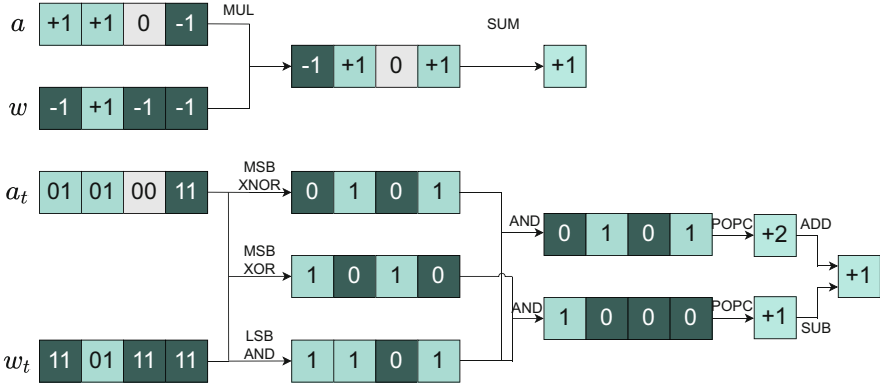 a +1 +1 0 -1 MUL SUM
-1 +1 0 +1 +1
w -1 +1 -1 -1
a_t 01 01 00 11 MSB XNOR 0 1 0 1
AND 0 1 0 1 POPC +2 ADD
MSB XOR 1 0 1 0 +1
AND 1 0 0 0 POPC +1 SUB
w_t 11 01 11 11 LSB AND 1 1 0 1